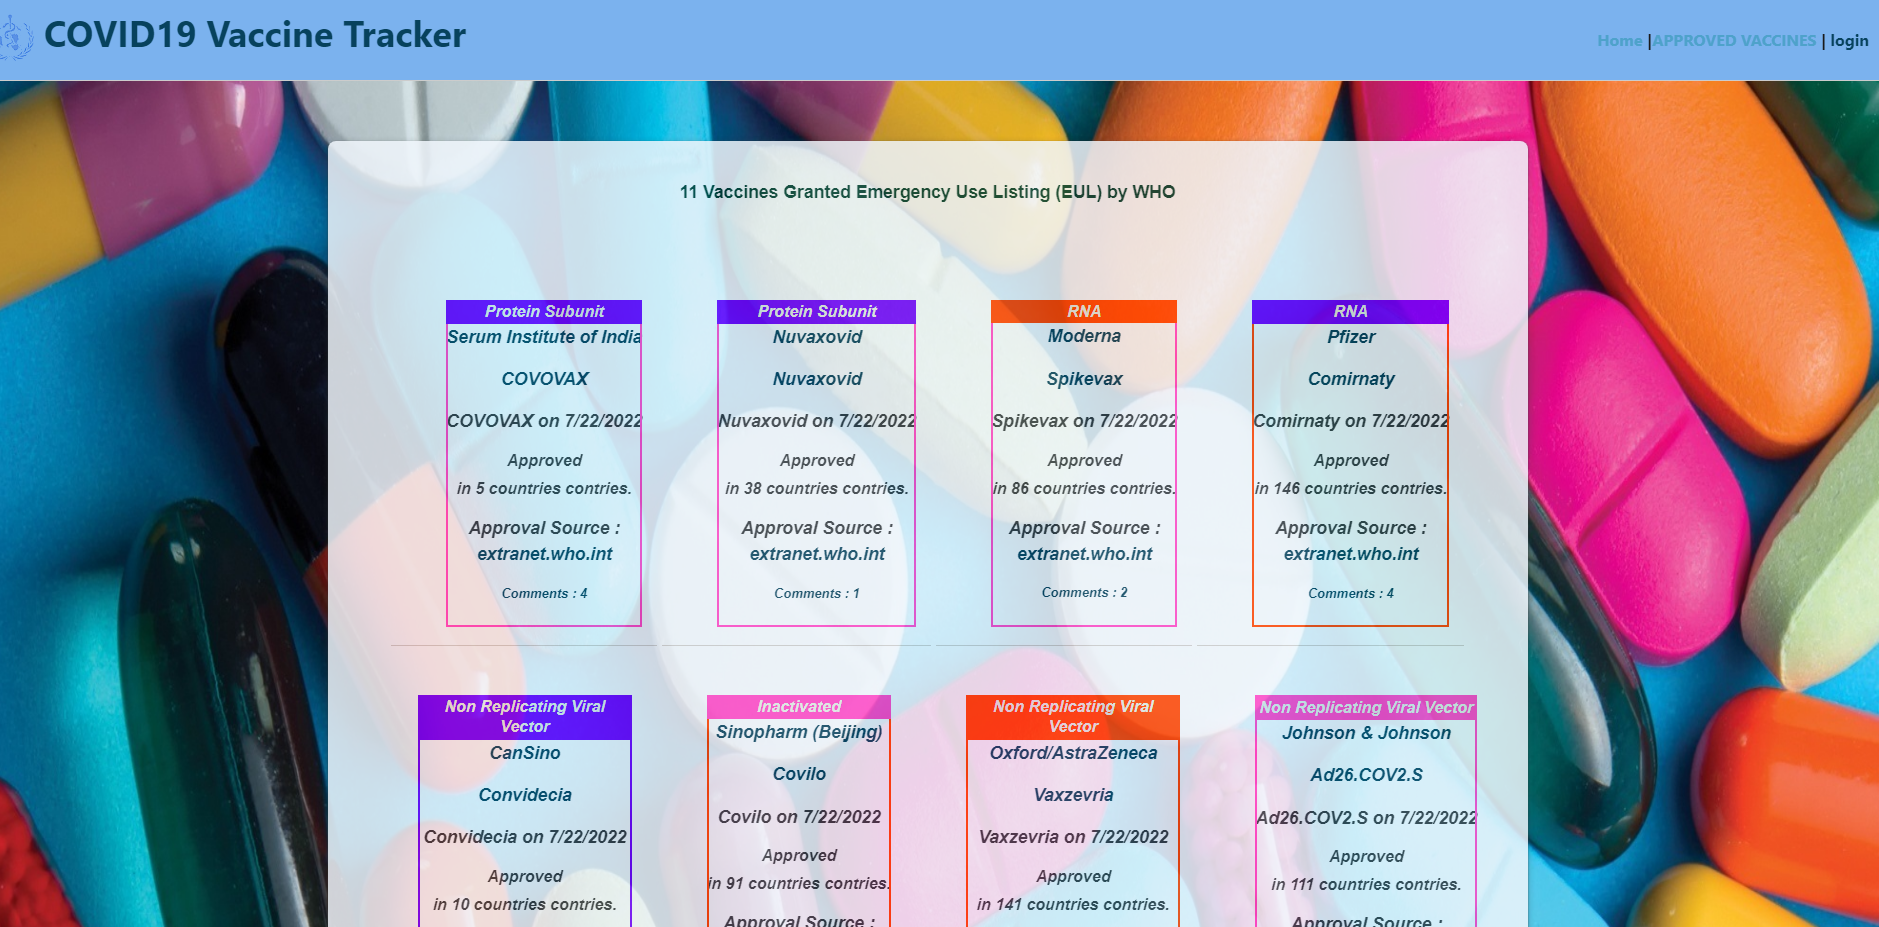 COVID19 Vaccine Tracker
Home |APPROVED VACCINES | login
11 Vaccines Granted Emergency Use Listing (EUL) by WHO
Protein Subunit
Serum Institute of India
COVOVAX
COVOVAX on 7/22/2022
Approved
in 5 countries contries.
Approval Source :
extranet.who.int
Comments : 4
Protein Subunit
Nuvaxovid
Nuvaxovid
Nuvaxovid on 7/22/2022
Approved
in 38 countries contries.
Approval Source :
extranet.who.int
Comments : 1
RNA
Moderna
Spikevax
Spikevax on 7/22/2022
Approved
in 86 countries contries.
Approval Source :
extranet.who.int
Comments : 2
RNA
Pfizer
Comirnaty
Comirnaty on 7/22/2022
Approved
in 146 countries contries.
Approval Source :
extranet.who.int
Comments : 4
Non Replicating Viral
Vector
CanSino
Convidecia
Convidecia on 7/22/2022
Approved
in 10 countries contries.
Inactivated
Sinopharm (Beijing)
Covilo
Covilo on 7/22/2022
Approved
in 91 countries contries.
Approval Source :
Non Replicating Viral
Vector
Oxford/AstraZeneca
Vaxzevria
Vaxzevria on 7/22/2022
Approved
in 141 countries contries.
Non Replicating Viral Vector
Johnson & Johnson
Ad26.COV2.S
Ad26.COV2.S on 7/22/2022
Approved
in 111 countries contries.
Approval Source :